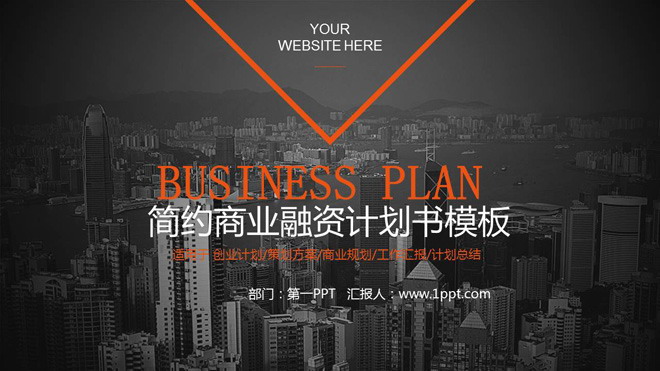 YOUR
WEBSITE HERE
BUSINESS PLAN
简约商业融资计划书模板
适用于 创业计划/策划方案/商业规划/工作汇报/计划总结
部门：第一PPT 汇报人：www.1ppt.com